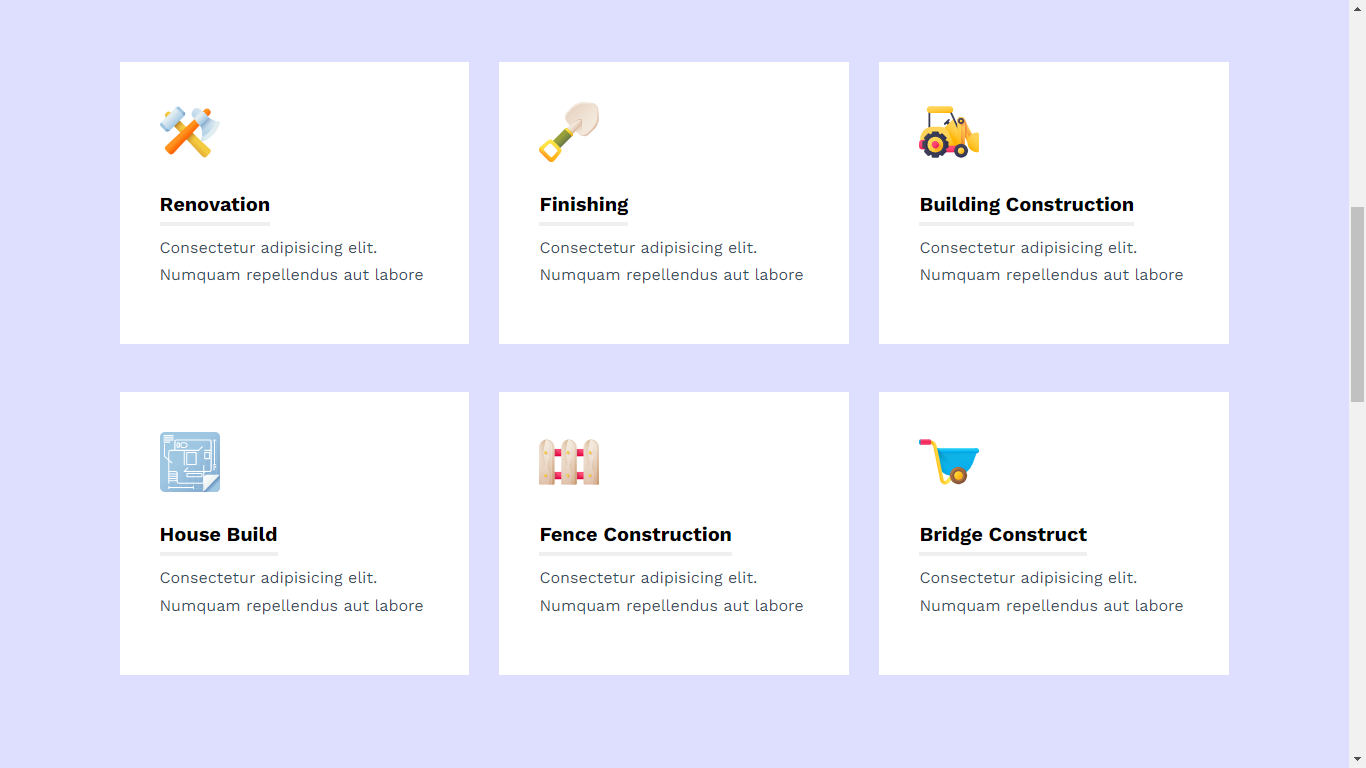 Renovation
Consectetur adipisicing elit.
Numquam repellendus aut labore
Finishing
Consectetur adipisicing elit.
Numquam repellendus aut labore
Building Construction
Consectetur adipisicing elit.
Numquam repellendus aut labore
House Build
Consectetur adipisicing elit.
Numquam repellendus aut labore
Fence Construction
Consectetur adipisicing elit.
Numquam repellendus aut labore
Bridge Construct
Consectetur adipisicing elit.
Numquam repellendus aut labore